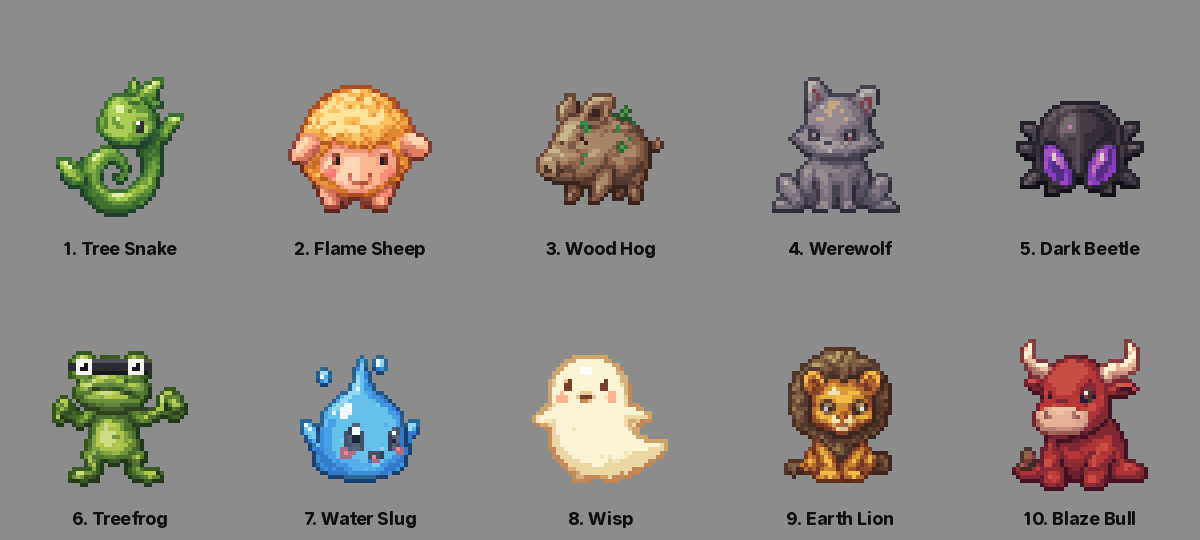 1. Tree Snake
2. Flame Sheep
3. Wood Hog
4. Werewolf
5. Dark Beetle
6. Treefrog
7. Water Slug
8. Wisp
9. Earth Lion
10. Blaze Bull